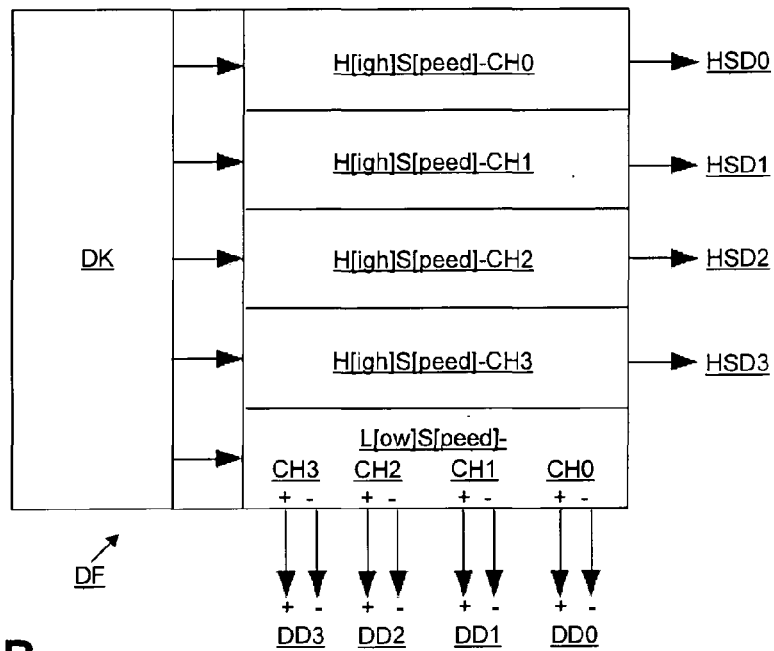 H[igh]S[peed]-CH0 HSD0
H[igh]S[peed]-CH1 HSD1
DK H[igh]S[peed]-CH2 HSD2
H[igh]S[peed]-CH3 HSD3
L[ow]S[peed]-
CH3 CH2 CH1 CH0
+ - + - + - + -
DF
+ - + - + - + -
DD3 DD2 DD1 DD0